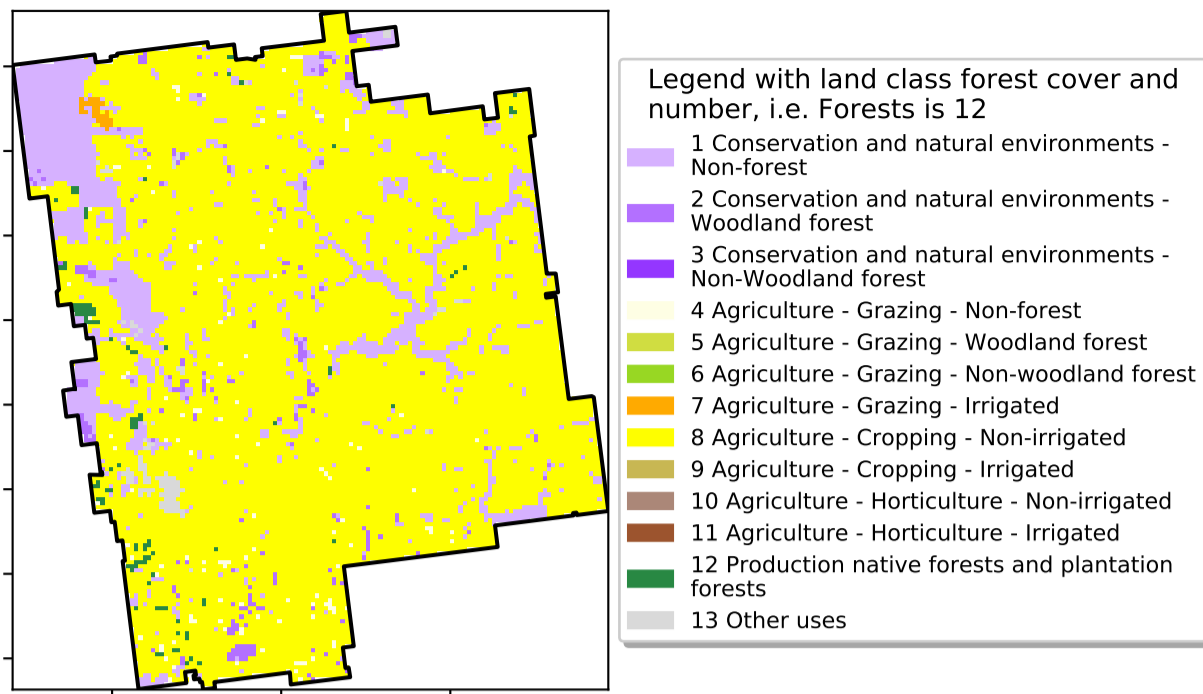 Legend with land class forest cover and
number, i.e. Forests is 12
1 Conservation and natural environments -
Non-forest
2 Conservation and natural environments -
Woodland forest
3 Conservation and natural environments -
Non-Woodland forest
4 Agriculture - Grazing - Non-forest
5 Agriculture - Grazing - Woodland forest
6 Agriculture - Grazing - Non-woodland forest
7 Agriculture - Grazing - Irrigated
8 Agriculture - Cropping - Non-irrigated
9 Agriculture - Cropping - Irrigated
10 Agriculture - Horticulture - Non-irrigated
11 Agriculture - Horticulture - Irrigated
12 Production native forests and plantation
forests
13 Other uses